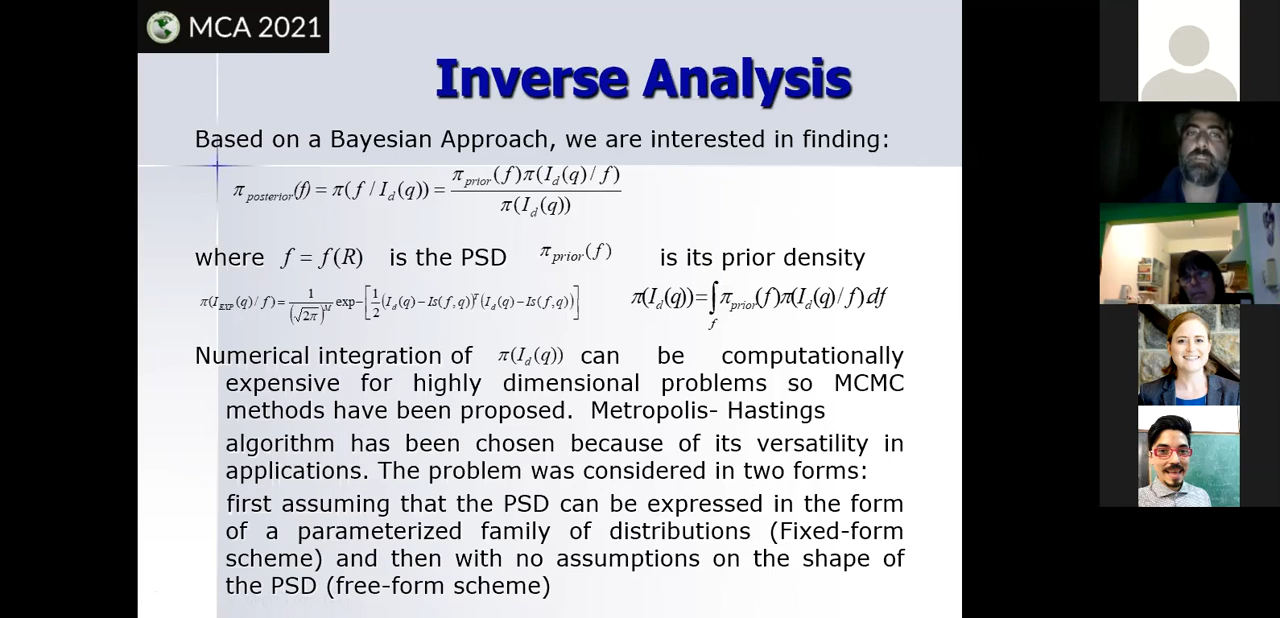 MCA 2021
Inverse Analysis
Based on a Bayesian Approach, we are interested in finding:
π_posterior(f) = π(f / I_d(q)) = π_prior(f)π(I_d(q) / f) / π(I_d(q))
where f = f(R) is the PSD π_prior(f) is its prior density
π(I_EXP(q) / f) = 1 / (√2π)^M exp−[1/2 (I_d(q) − Is(f,q))^T (I_d(q) − Is(f,q))] π(I_d(q)) = ∫_f π_prior(f)π(I_d(q) / f).df
Numerical integration of π(I_d(q)) can be computationally
expensive for highly dimensional problems so MCMC
methods have been proposed. Metropolis- Hastings
algorithm has been chosen because of its versatility in
applications. The problem was considered in two forms:
first assuming that the PSD can be expressed in the form
of a parameterized family of distributions (Fixed-form
scheme) and then with no assumptions on the shape of
the PSD (free-form scheme)